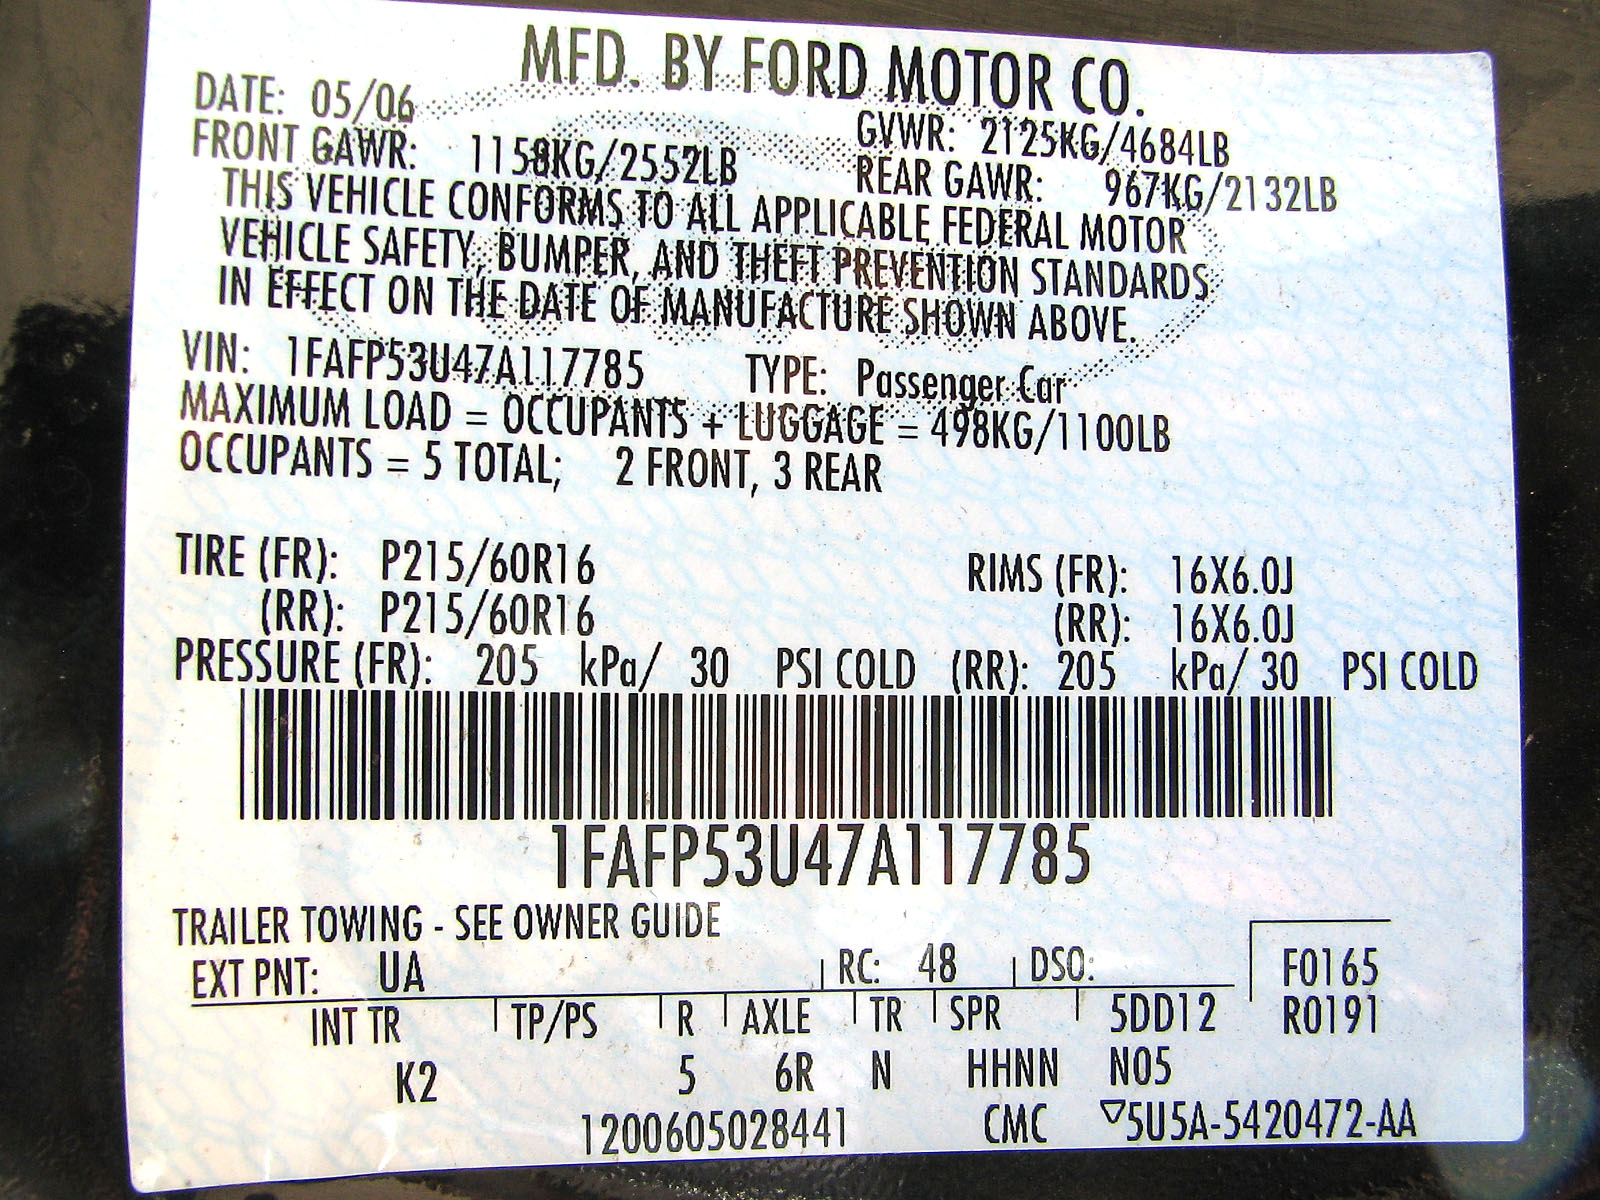 MFD. BY FORD MOTOR CO.
DATE: 05/06 GVWR: 2125KG/4684LB
FRONT GAWR: 1158KG/2552LB REAR GAWR: 967KG/2132LB
THIS VEHICLE CONFORMS TO ALL APPLICABLE FEDERAL MOTOR
VEHICLE SAFETY, BUMPER, AND THEFT PREVENTION STANDARDS
IN EFFECT ON THE DATE OF MANUFACTURE SHOWN ABOVE.
VIN: 1FAFP53U47A117785 TYPE: Passenger Car
MAXIMUM LOAD = OCCUPANTS + LUGGAGE = 498KG/1100LB
OCCUPANTS = 5 TOTAL; 2 FRONT, 3 REAR
TIRE (FR): P215/60R16 RIMS (FR): 16X6.0J
(RR): P215/60R16 (RR): 16X6.0J
PRESSURE (FR): 205 kPa/ 30 PSI COLD (RR): 205 kPa/ 30 PSI COLD
1FAFP53U47A117785
TRAILER TOWING - SEE OWNER GUIDE
EXT PNT: UA RC: 48 DSO: F0165
INT TR TP/PS R AXLE TR SPR 5DD12 R0191
K2 5 6R N HHNN N05
1200605028441 CMC ▽5U5A-5420472-AA